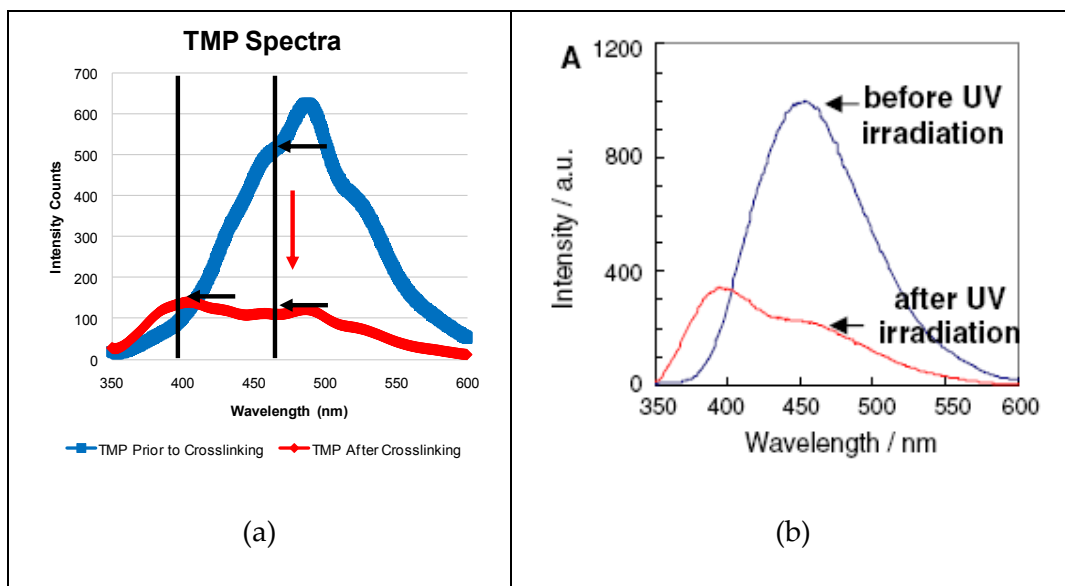 TMP Spectra
700
600
500
400
300
200
100
0
Intensity Counts
350 400 450 500 550 600
Wavelength (nm)
TMP Prior to Crosslinking TMP After Crosslinking
(a)
A
1200
800
400
0
Intensity / a.u.
before UV
irradiation
after UV
irradiation
350 400 450 500 550 600
Wavelength / nm
(b)